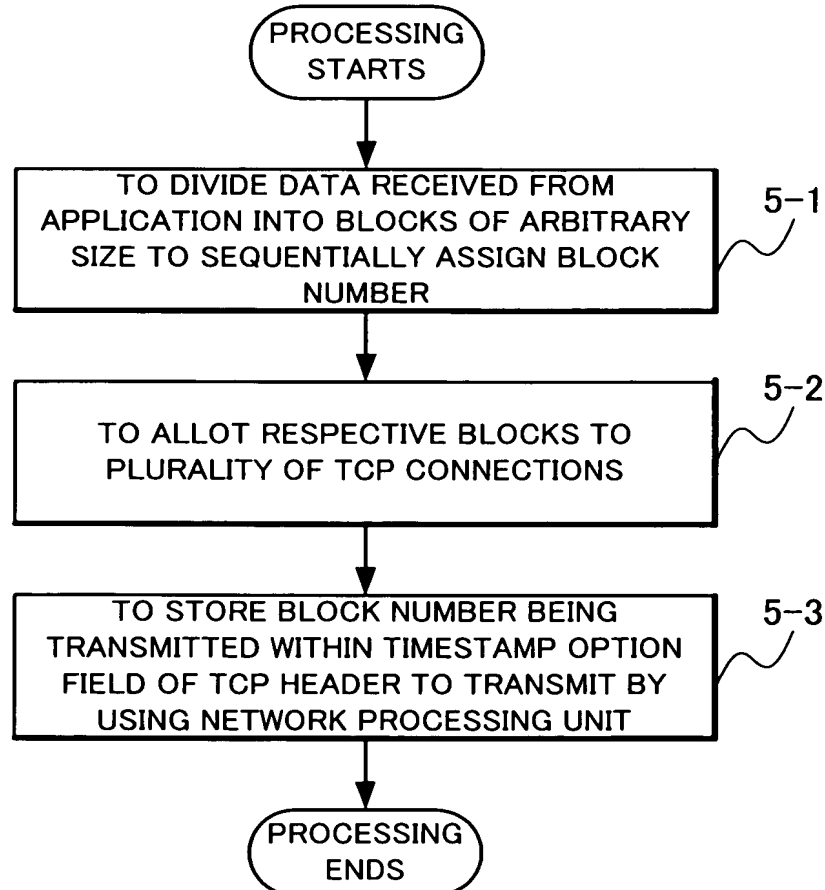 PROCESSING
STARTS
TO DIVIDE DATA RECEIVED FROM
APPLICATION INTO BLOCKS OF ARBITRARY
SIZE TO SEQUENTIALLY ASSIGN BLOCK
NUMBER
5-1
TO ALLOT RESPECTIVE BLOCKS TO
PLURALITY OF TCP CONNECTIONS
5-2
TO STORE BLOCK NUMBER BEING
TRANSMITTED WITHIN TIMESTAMP OPTION
FIELD OF TCP HEADER TO TRANSMIT BY
USING NETWORK PROCESSING UNIT
5-3
PROCESSING
ENDS